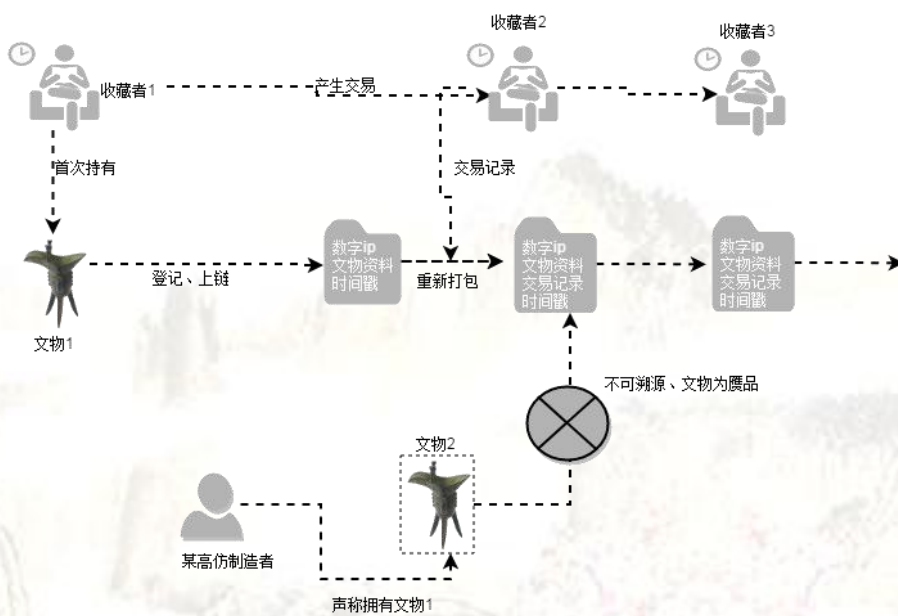 收藏者1
收藏者2
收藏者3
产生交易
首次持有
交易记录
数字ip
文物资料
时间戳
数字ip
文物资料
交易记录
时间戳
数字ip
文物资料
交易记录
时间戳
登记、上链
重新打包
文物1
不可溯源、文物为赝品
文物2
某高仿制造者
声称拥有文物1